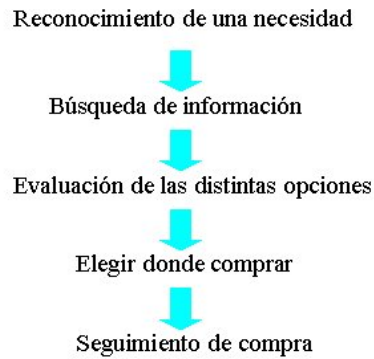 Reconocimiento de una necesidad
Búsqueda de información
Evaluación de las distintas opciones
Elegir donde comprar
Seguimiento de compra